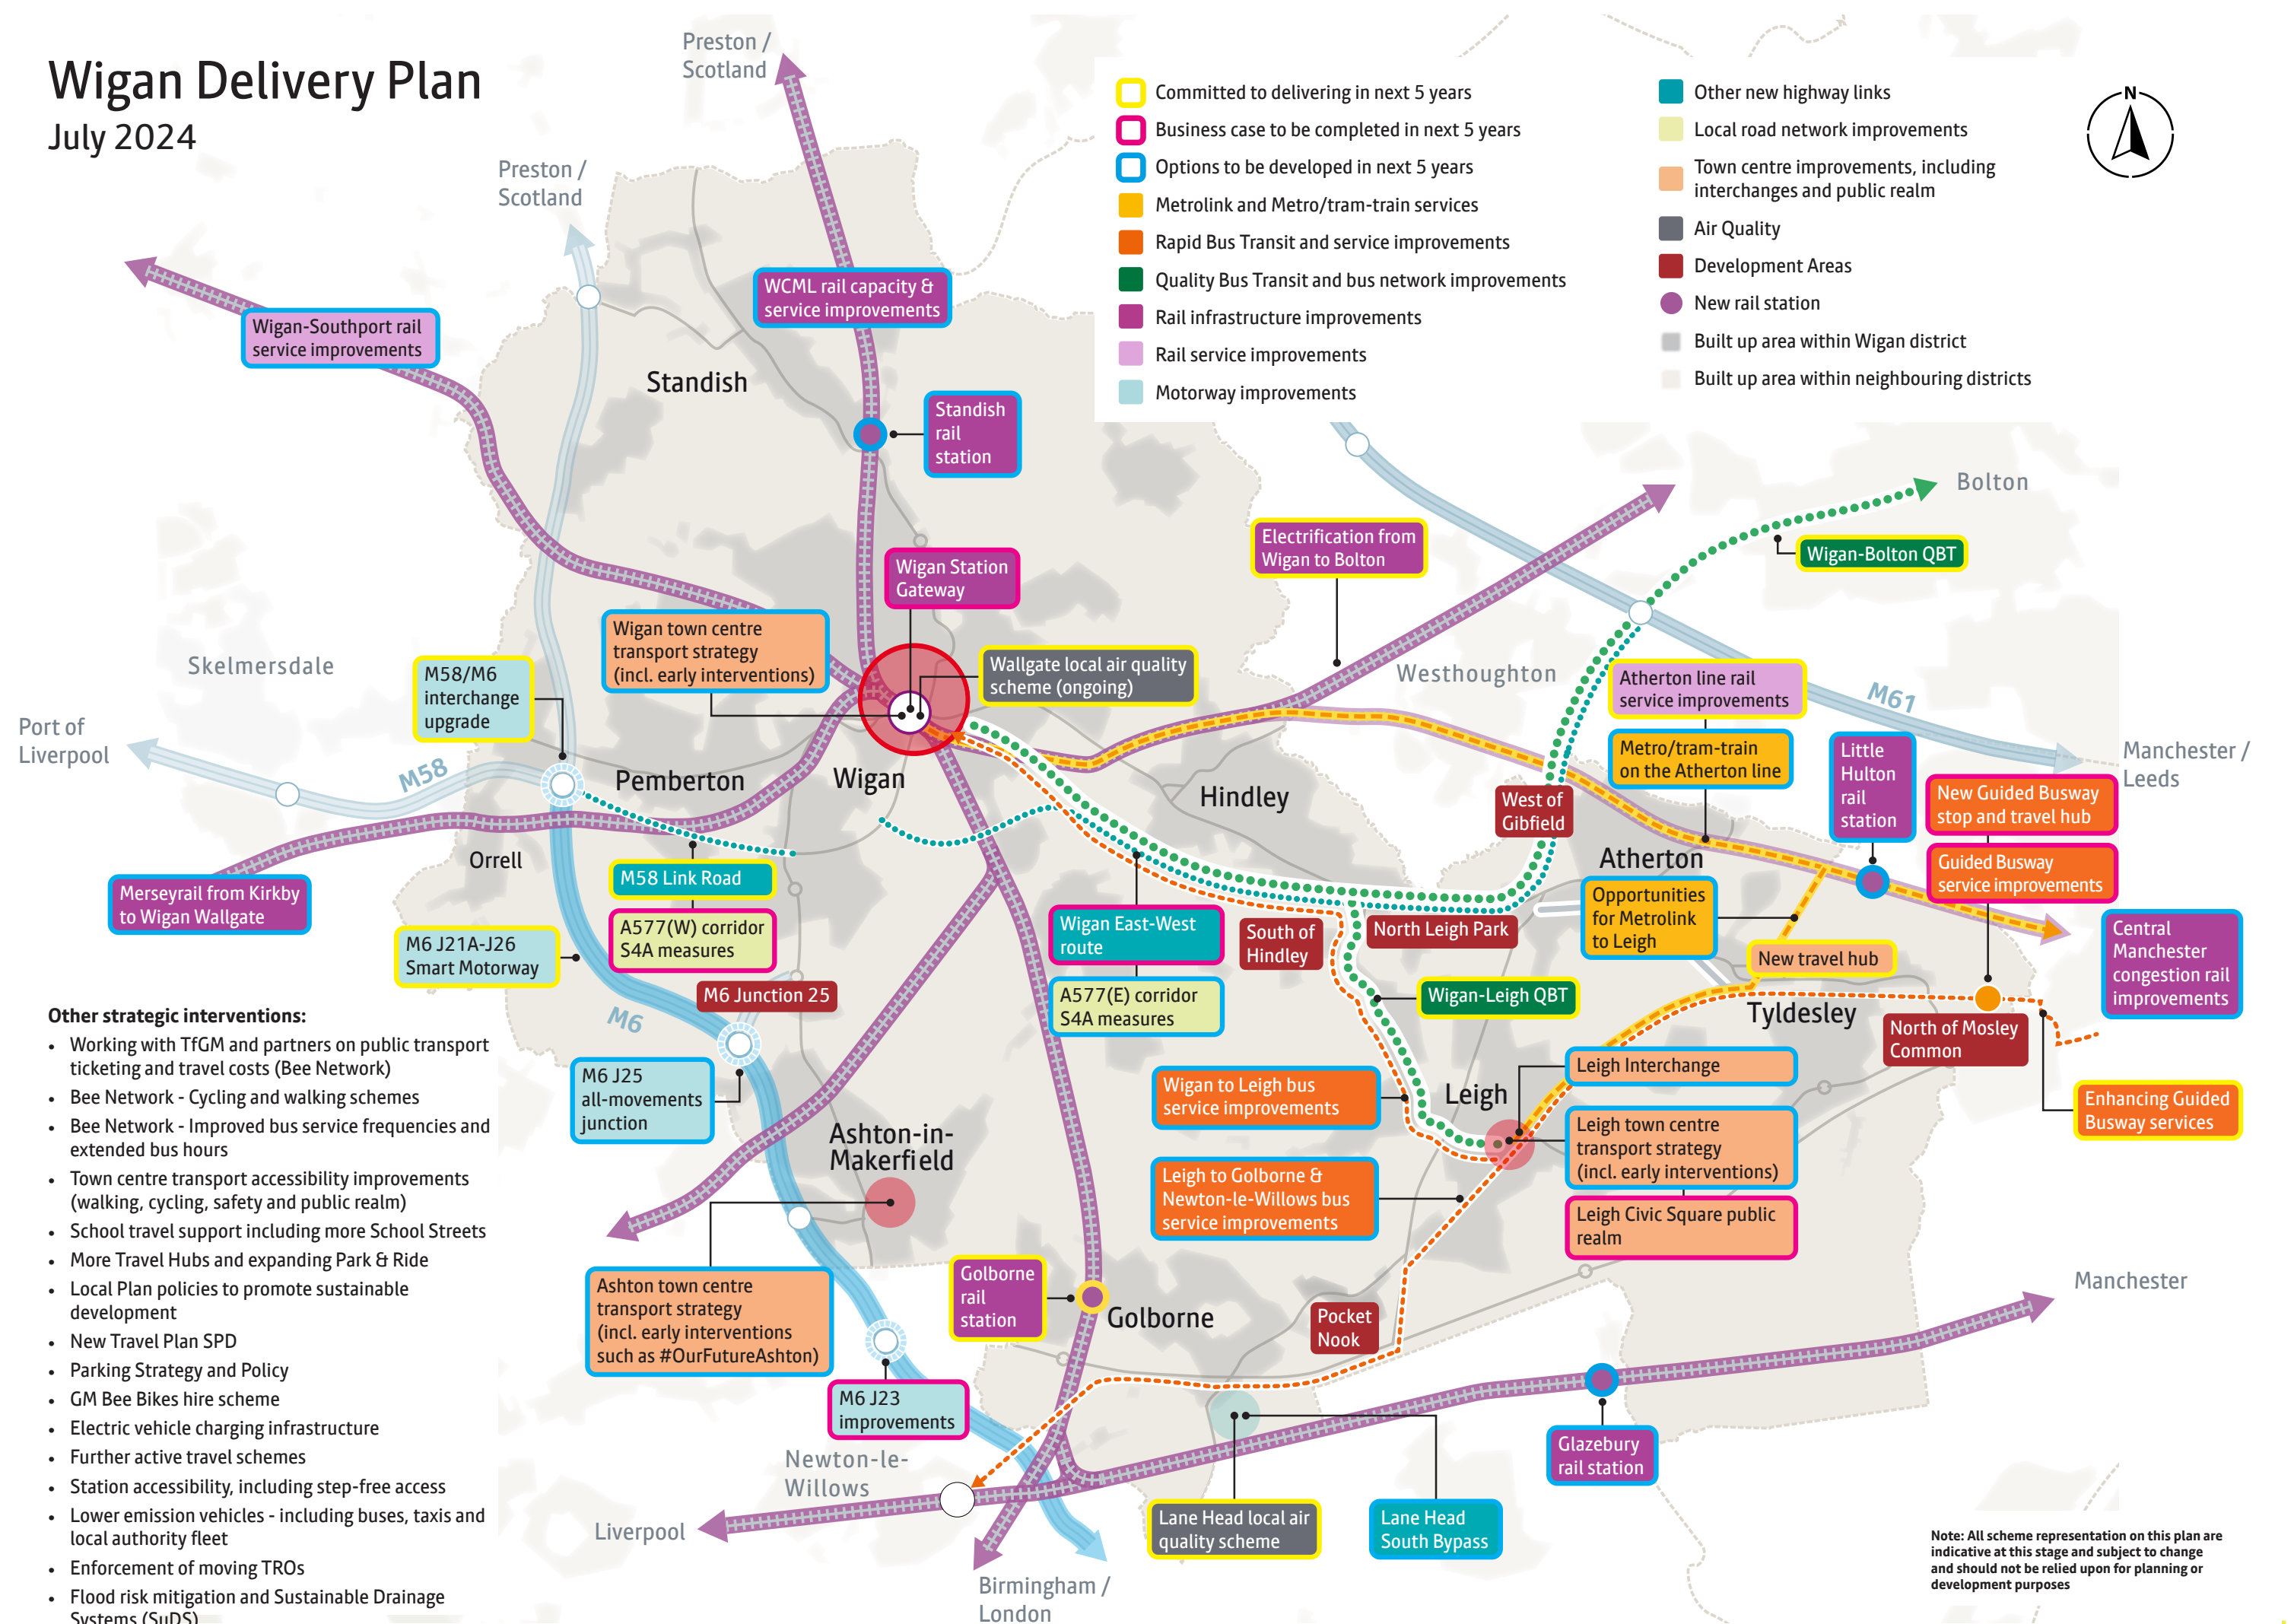 Wigan Delivery Plan
July 2024
Preston /
Scotland
Preston /
Scotland
Committed to delivering in next 5 years
Business case to be completed in next 5 years
Options to be developed in next 5 years
Metrolink and Metro/tram-train services
Rapid Bus Transit and service improvements
Quality Bus Transit and bus network improvements
Rail infrastructure improvements
Rail service improvements
Motorway improvements
Other new highway links
Local road network improvements
Town centre improvements, including
interchanges and public realm
Air Quality
Development Areas
New rail station
Built up area within Wigan district
Built up area within neighbouring districts
N
WCML rail capacity &
service improvements
Wigan-Southport rail
service improvements
Standish
Standish
rail
station
Bolton
Electrification from
Wigan to Bolton
Wigan-Bolton QBT
Wigan Station
Gateway
Wigan town centre
transport strategy
(incl. early interventions)
Wallgate local air quality
scheme (ongoing)
Skelmersdale
M58/M6
interchange
upgrade
Westhoughton
Atherton line rail
service improvements
M61
Port of
Liverpool
M58
Pemberton
Wigan
Hindley
Metro/tram-train
on the Atherton line
Little
Hulton
rail
station
Manchester /
Leeds
New Guided Busway
stop and travel hub
West of
Gibfield
Atherton
Guided Busway
service improvements
Orrell
M58 Link Road
Merseyrail from Kirkby
to Wigan Wallgate
A577(W) corridor
S4A measures
M6 J21A-J26
Smart Motorway
Wigan East-West
route
South of
Hindley
North Leigh Park
Opportunities
for Metrolink
to Leigh
New travel hub
Central
Manchester
congestion rail
improvements
M6 Junction 25
A577(E) corridor
S4A measures
Wigan-Leigh QBT
Tyldesley
North of Mosley
Common
M6
Other strategic interventions:
• Working with TfGM and partners on public transport
ticketing and travel costs (Bee Network)
• Bee Network - Cycling and walking schemes
• Bee Network - Improved bus service frequencies and
extended bus hours
• Town centre transport accessibility improvements
(walking, cycling, safety and public realm)
• School travel support including more School Streets
• More Travel Hubs and expanding Park & Ride
• Local Plan policies to promote sustainable
development
• New Travel Plan SPD
• Parking Strategy and Policy
• GM Bee Bikes hire scheme
• Electric vehicle charging infrastructure
• Further active travel schemes
• Station accessibility, including step-free access
• Lower emission vehicles - including buses, taxis and
local authority fleet
• Enforcement of moving TROs
• Flood risk mitigation and Sustainable Drainage
Systems (SuDS)
M6 J25
all-movements
junction
Wigan to Leigh bus
service improvements
Leigh
Leigh Interchange
Enhancing Guided
Busway services
Ashton-in-
Makerfield
Leigh town centre
transport strategy
(incl. early interventions)
Leigh to Golborne &
Newton-le-Willows bus
service improvements
Leigh Civic Square public
realm
Ashton town centre
transport strategy
(incl. early interventions
such as #OurFutureAshton)
Golborne
rail
station
Golborne
Pocket
Nook
Manchester
M6 J23
improvements
Newton-le-
Willows
Glazebury
rail station
Liverpool
Lane Head local air
quality scheme
Lane Head
South Bypass
Birmingham /
London
Note: All scheme representation on this plan are
indicative at this stage and subject to change
and should not be relied upon for planning or
development purposes